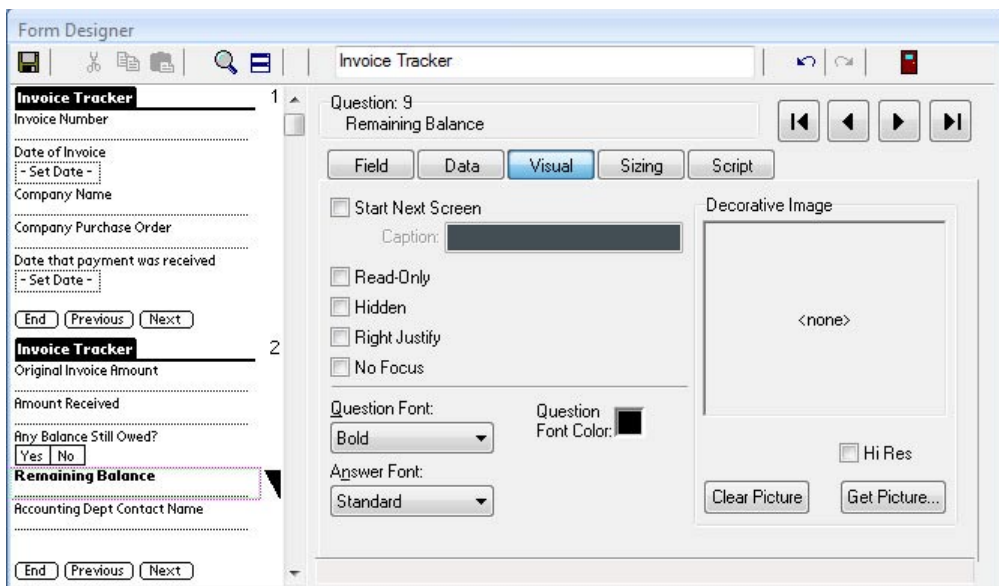 Form Designer
Invoice Tracker
Invoice Tracker 1
Invoice Number
Date of Invoice
- Set Date -
Company Name
Company Purchase Order
Date that payment was received
- Set Date -
End Previous Next
Invoice Tracker 2
Original Invoice Amount
Amount Received
Any Balance Still Owed?
Yes No
Remaining Balance
Accounting Dept Contact Name
End Previous Next
Question: 9
Remaining Balance
Field Data Visual Sizing Script
Start Next Screen
Caption:
Read-Only
Hidden
Right Justify
No Focus
Question Font:
Bold
Question
Font Color:
Answer Font:
Standard
Decorative Image
<none>
Hi Res
Clear Picture Get Picture...